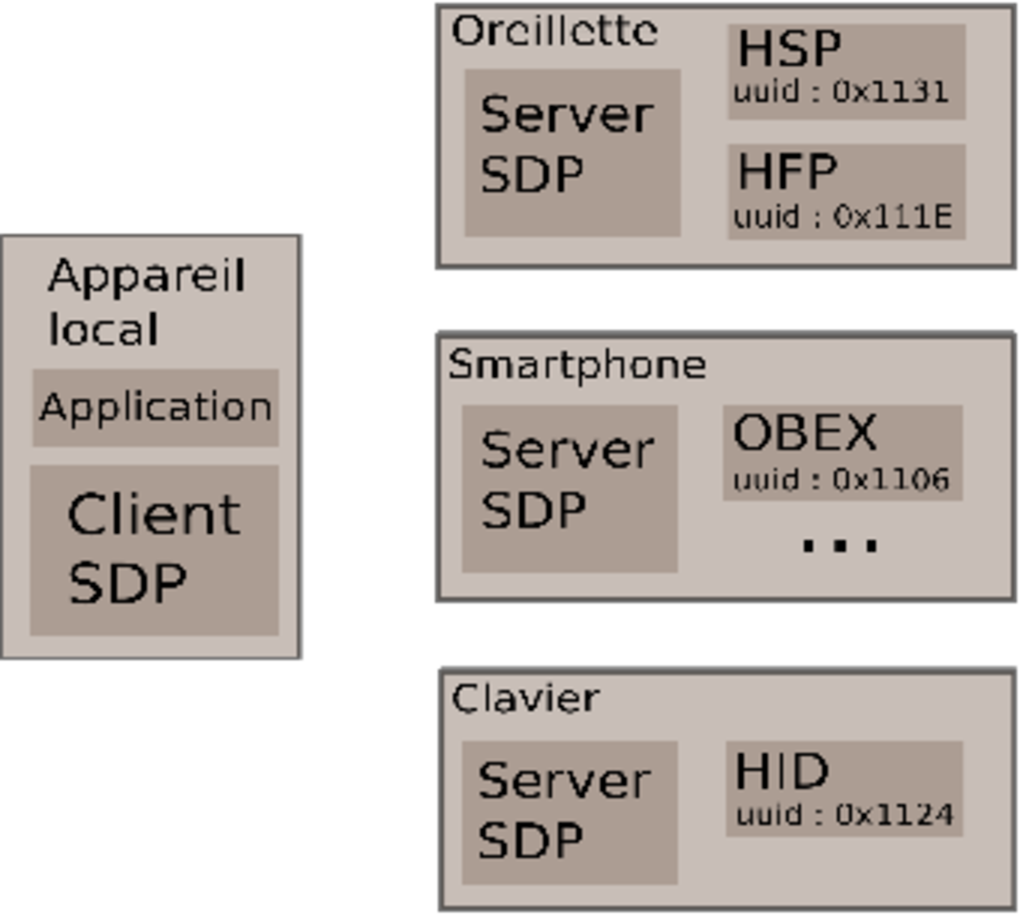 Appareil
local
Application
Client
SDP
Oreillette
Server
SDP
HSP
uuid : 0x1131
HFP
uuid : 0x111E
Smartphone
Server
SDP
OBEX
uuid : 0x1106
...
Clavier
Server
SDP
HID
uuid : 0x1124